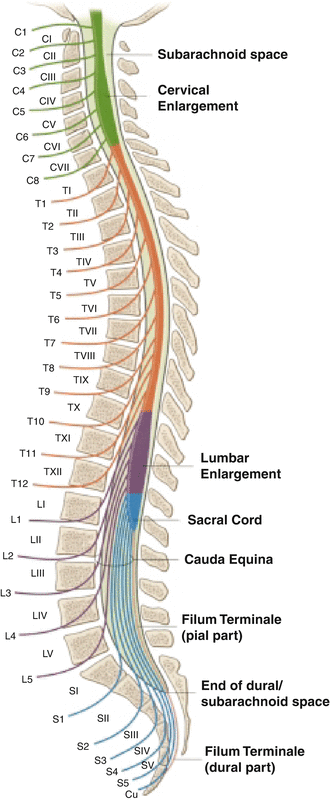 C1
CI
C2
CII
C3
CIII
C4
CIV
C5
CV
C6
CVI
C7
CVII
C8
TI
T1
TII
T2
TIII
T3
TIV
T4
TV
T5
TVI
T6
TVII
T7
TVIII
T8
TIX
T9
TX
T10
TXI
T11
TXII
T12
LI
L1
LII
L2
LIII
L3
LIV
L4
LV
L5
SI
S1
SII
S2
SIII
S3
SIV
S4
SV
S5
Cu
Subarachnoid space
Cervical
Enlargement
Lumbar
Enlargement
Sacral Cord
Cauda Equina
Filum Terminale
(pial part)
End of dural/
subarachnoid space
Filum Terminale
(dural part)